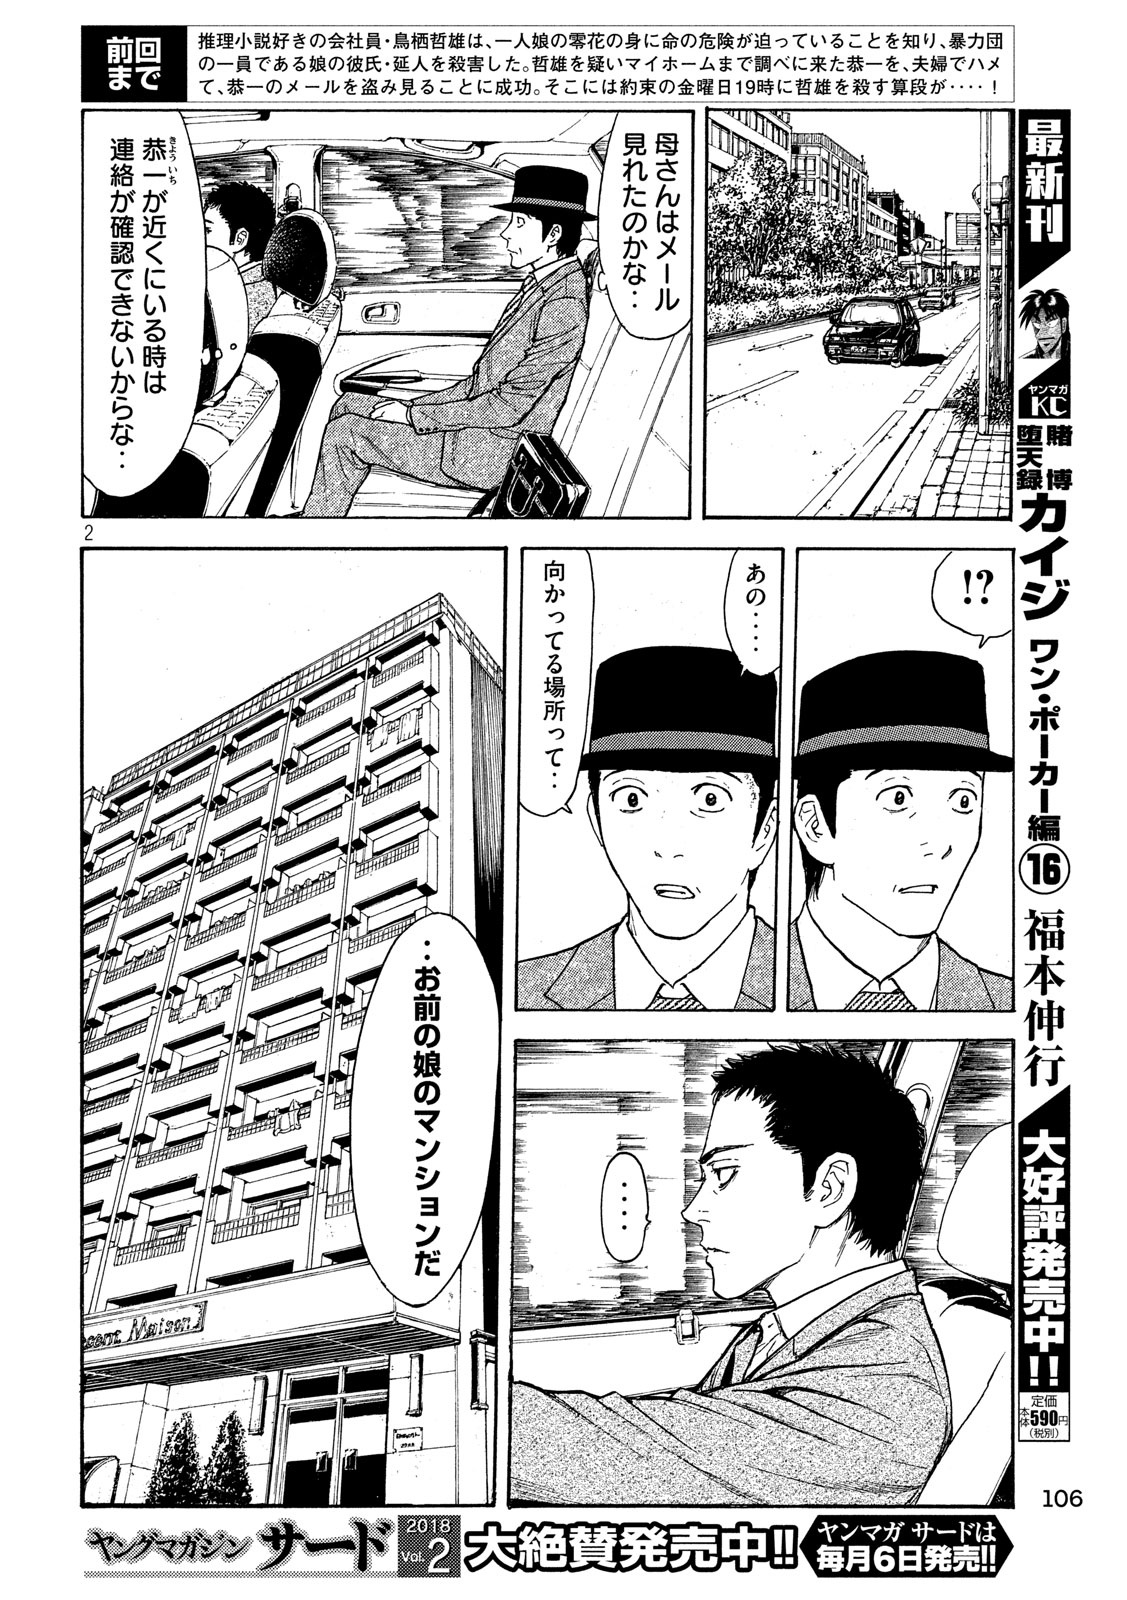 前回
まで
推理小説好きの会社員・鳥栖哲雄は、一人娘の零花の身に命の危険が迫っていることを知り、暴力団
の一員である娘の彼氏・延人を殺害した。哲雄を疑いマイホームまで調べに来た恭一を、夫婦でハメ
て、恭一のメールを盗み見ることに成功。そこには約束の金曜日19時に哲雄を殺す算段が‥‥！
母さんはメール
見れたのかな‥
恭一が近くにいる時は
きょういち
連絡が確認できないからな‥
2
!?
あの‥‥
向かってる場所って‥
‥‥
‥お前の娘のマンションだ
cent Maison
最新刊
ヤンマガ
KC
賭博
堕天録
カイジ
ワン・ポーカー編
16
福本伸行
大好評発売中!!
定価
本体590円
(税別)
106
ヤングマガジン
サード
2018
Vol.2
大絶賛発売中!!
ヤンマガ サードは
毎月6日発売!!